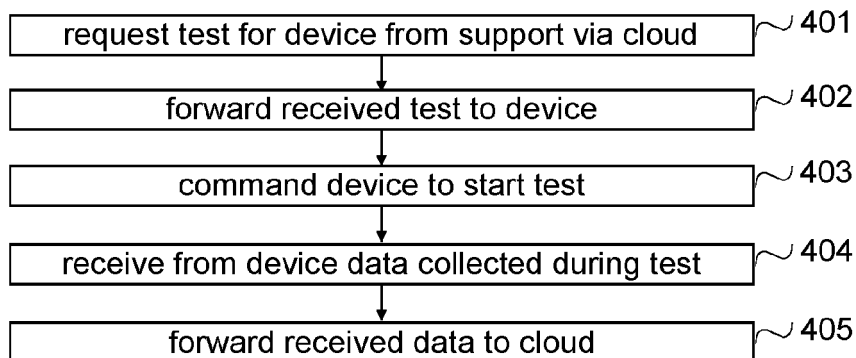 request test for device from support via cloud 401
forward received test to device 402
command device to start test 403
receive from device data collected during test 404
forward received data to cloud 405